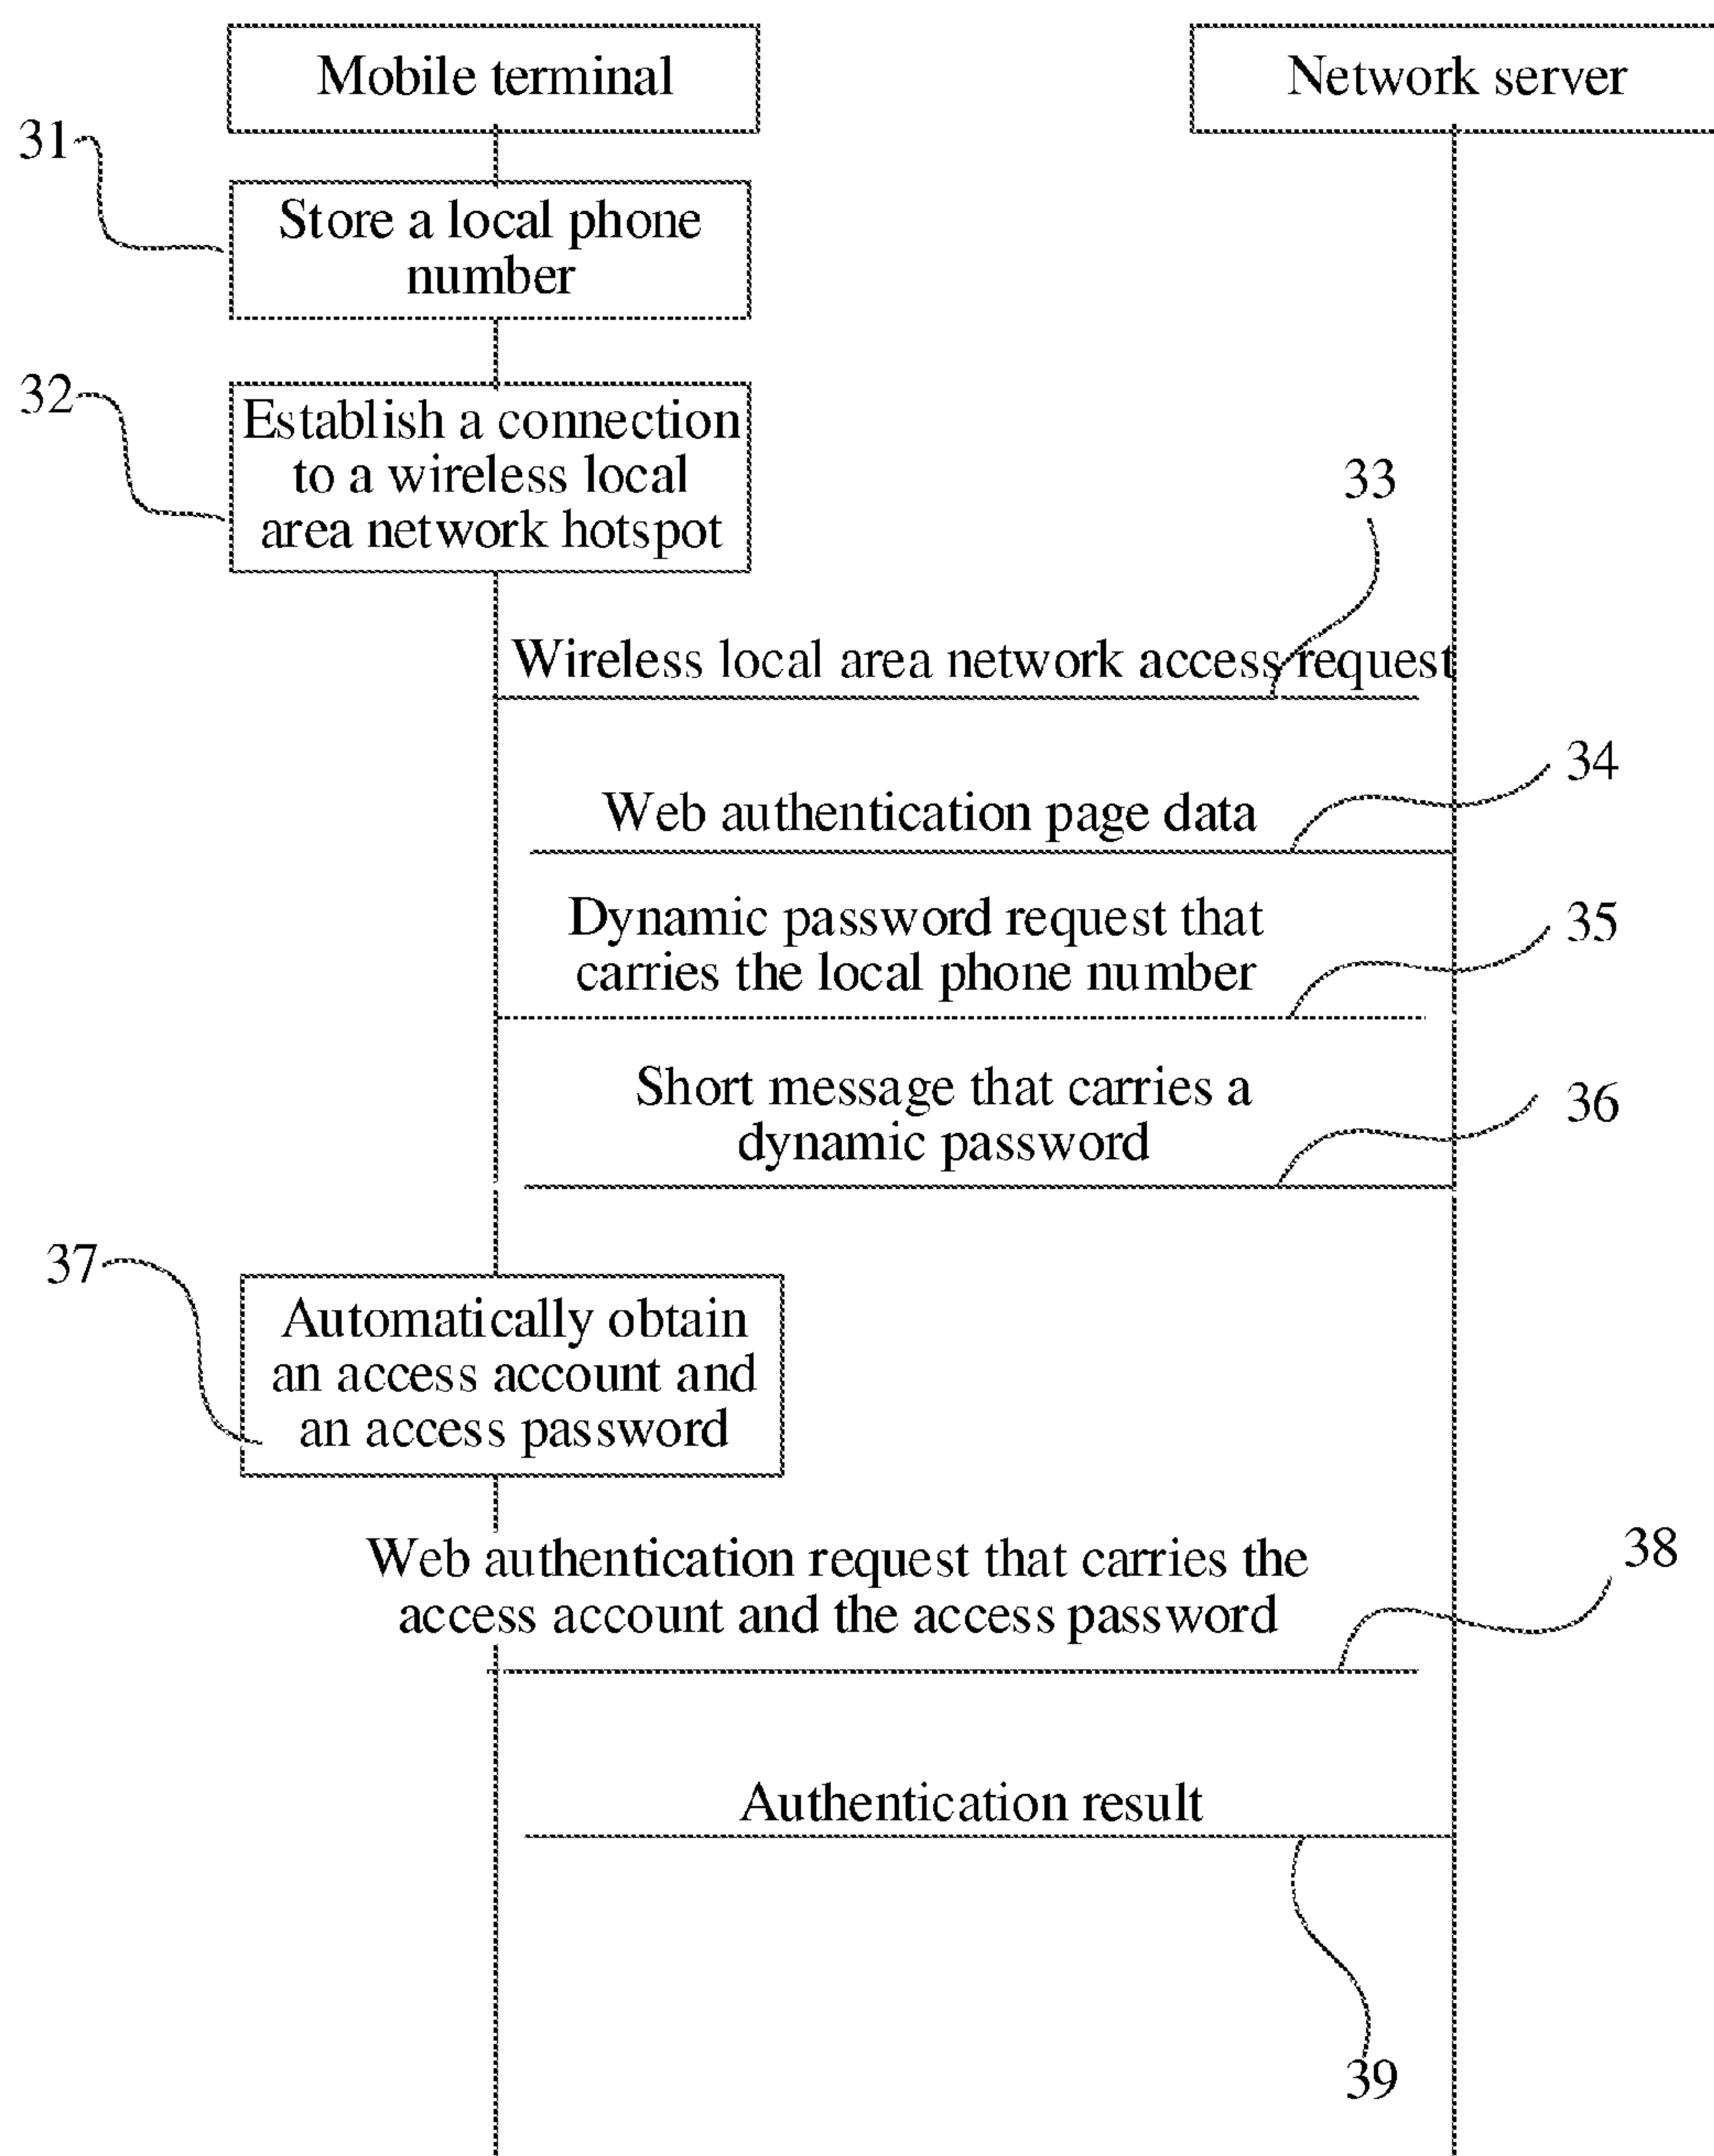 Mobile terminal
Network server
31
Store a local phone
number
32
Establish a connection
to a wireless local
area network hotspot
33
Wireless local area network access request
34
Web authentication page data
35
Dynamic password request that
carries the local phone number
36
Short message that carries a
dynamic password
37
Automatically obtain
an access account and
an access password
38
Web authentication request that carries the
access account and the access password
Authentication result
39